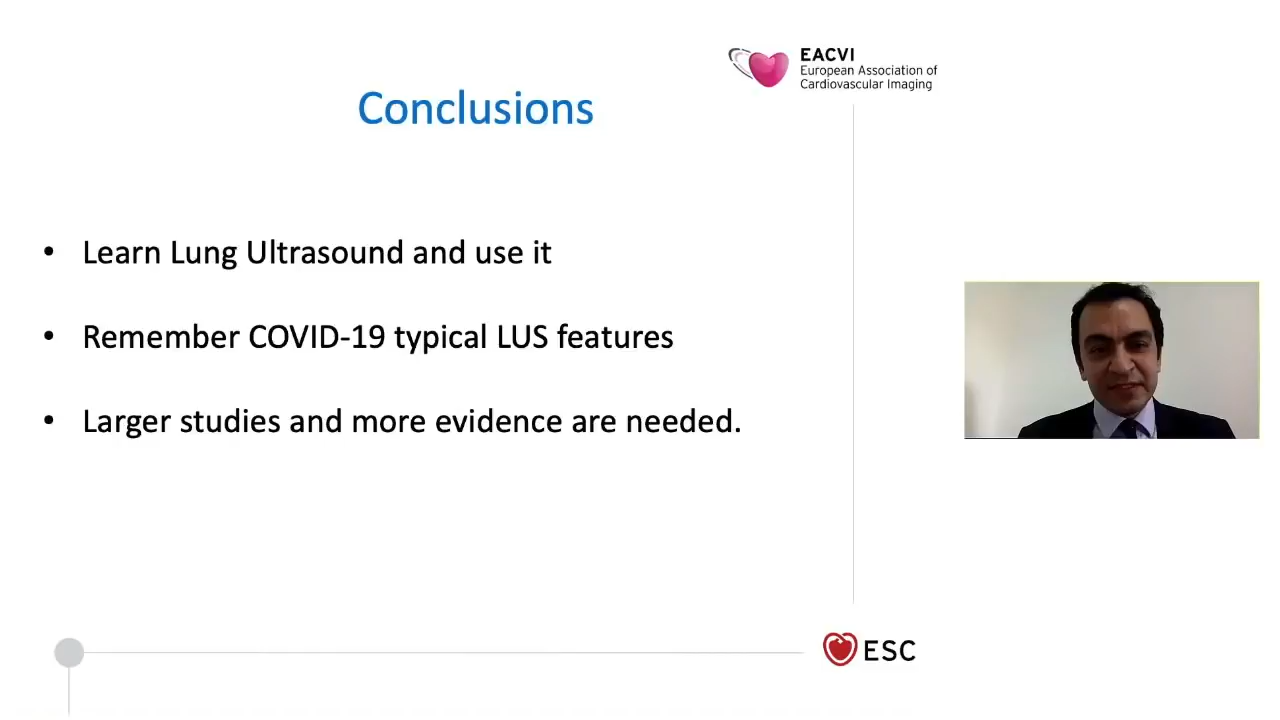 EACVI
European Association of
Cardiovascular Imaging
Conclusions
• Learn Lung Ultrasound and use it
• Remember COVID-19 typical LUS features
• Larger studies and more evidence are needed.
ESC